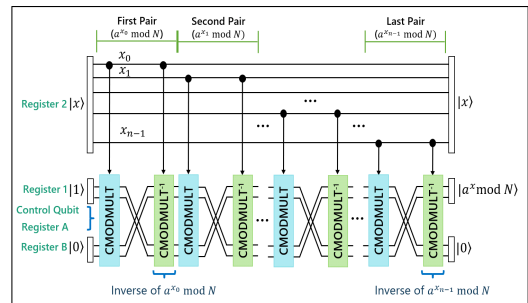 First Pair
Second Pair
Last Pair
(a^{x_0} mod N)
(a^{x_1} mod N)
(a^{x_{n-1}} mod N)
x_0
x_1
...
Register 2 |x⟩
|x⟩
x_{n-1}
...
...
Register 1 |1⟩
|a^x mod N⟩
Control Qubit
Register A
Register B |0⟩
|0⟩
CMODMULT
CMODMULT^{-1}
CMODMULT
CMODMULT^{-1}
...
CMODMULT
CMODMULT^{-1}
...
CMODMULT
CMODMULT^{-1}
Inverse of a^{x_0} mod N
Inverse of a^{x_{n-1}} mod N